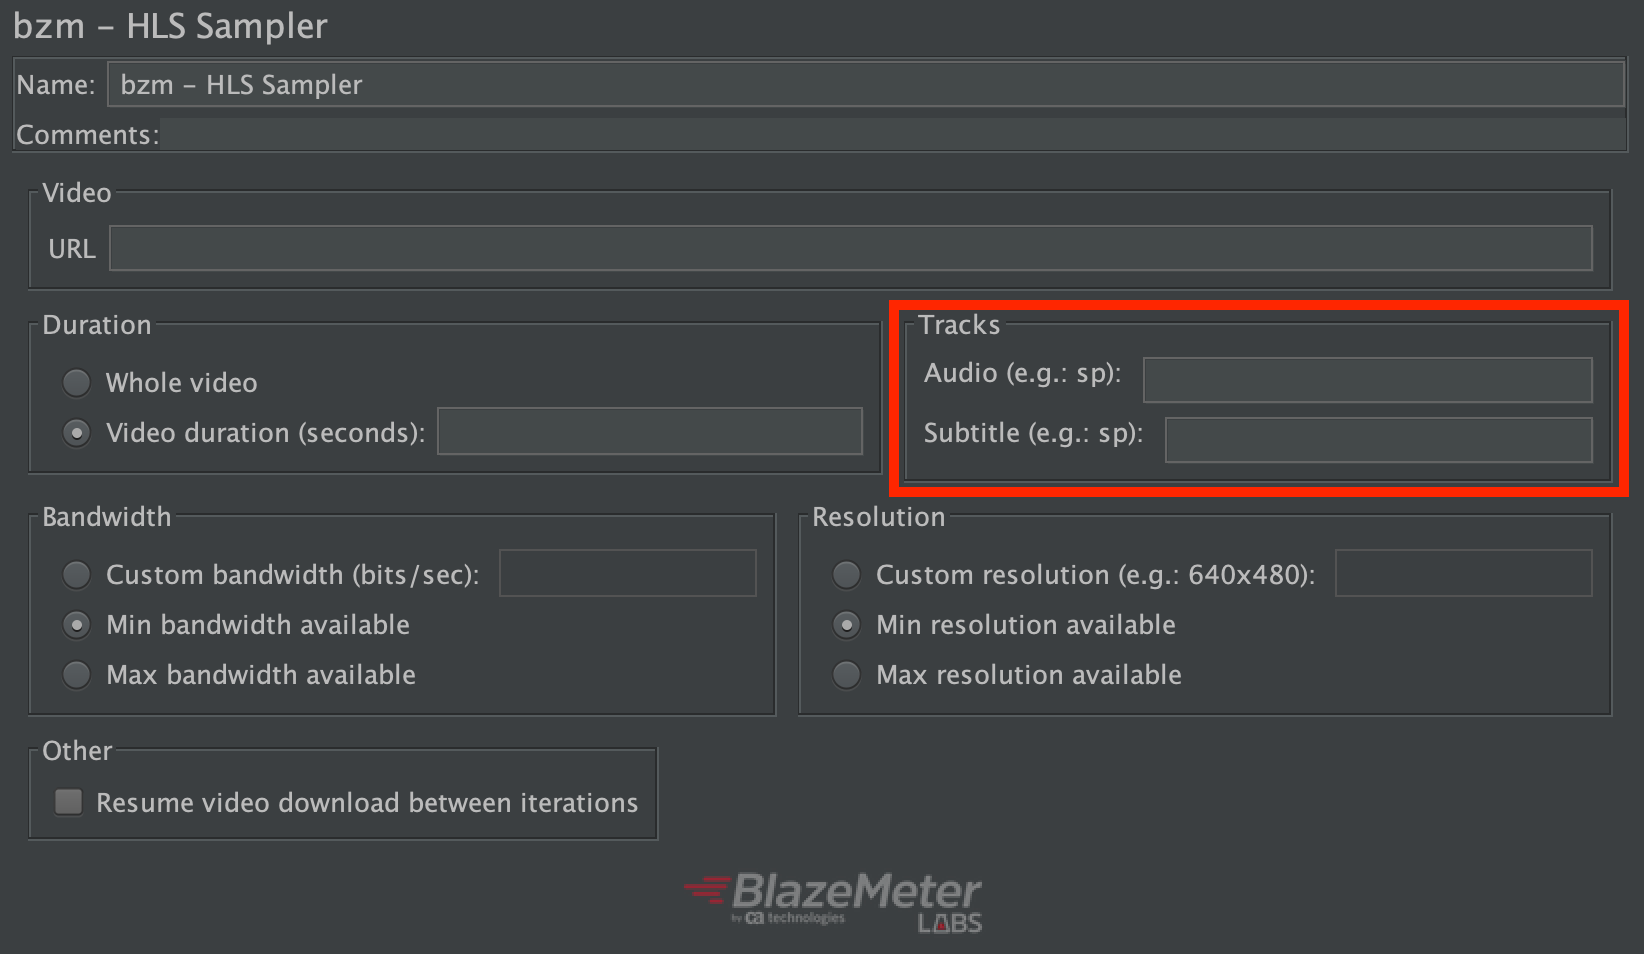 bzm - HLS Sampler
Name: bzm - HLS Sampler
Comments:
Video
URL
Duration
Whole video
Video duration (seconds):
Tracks
Audio (e.g.: sp):
Subtitle (e.g.: sp):
Bandwidth
Custom bandwidth (bits/sec):
Min bandwidth available
Max bandwidth available
Resolution
Custom resolution (e.g.: 640x480):
Min resolution available
Max resolution available
Other
Resume video download between iterations
BlazeMeter
by ca technologies
LABS